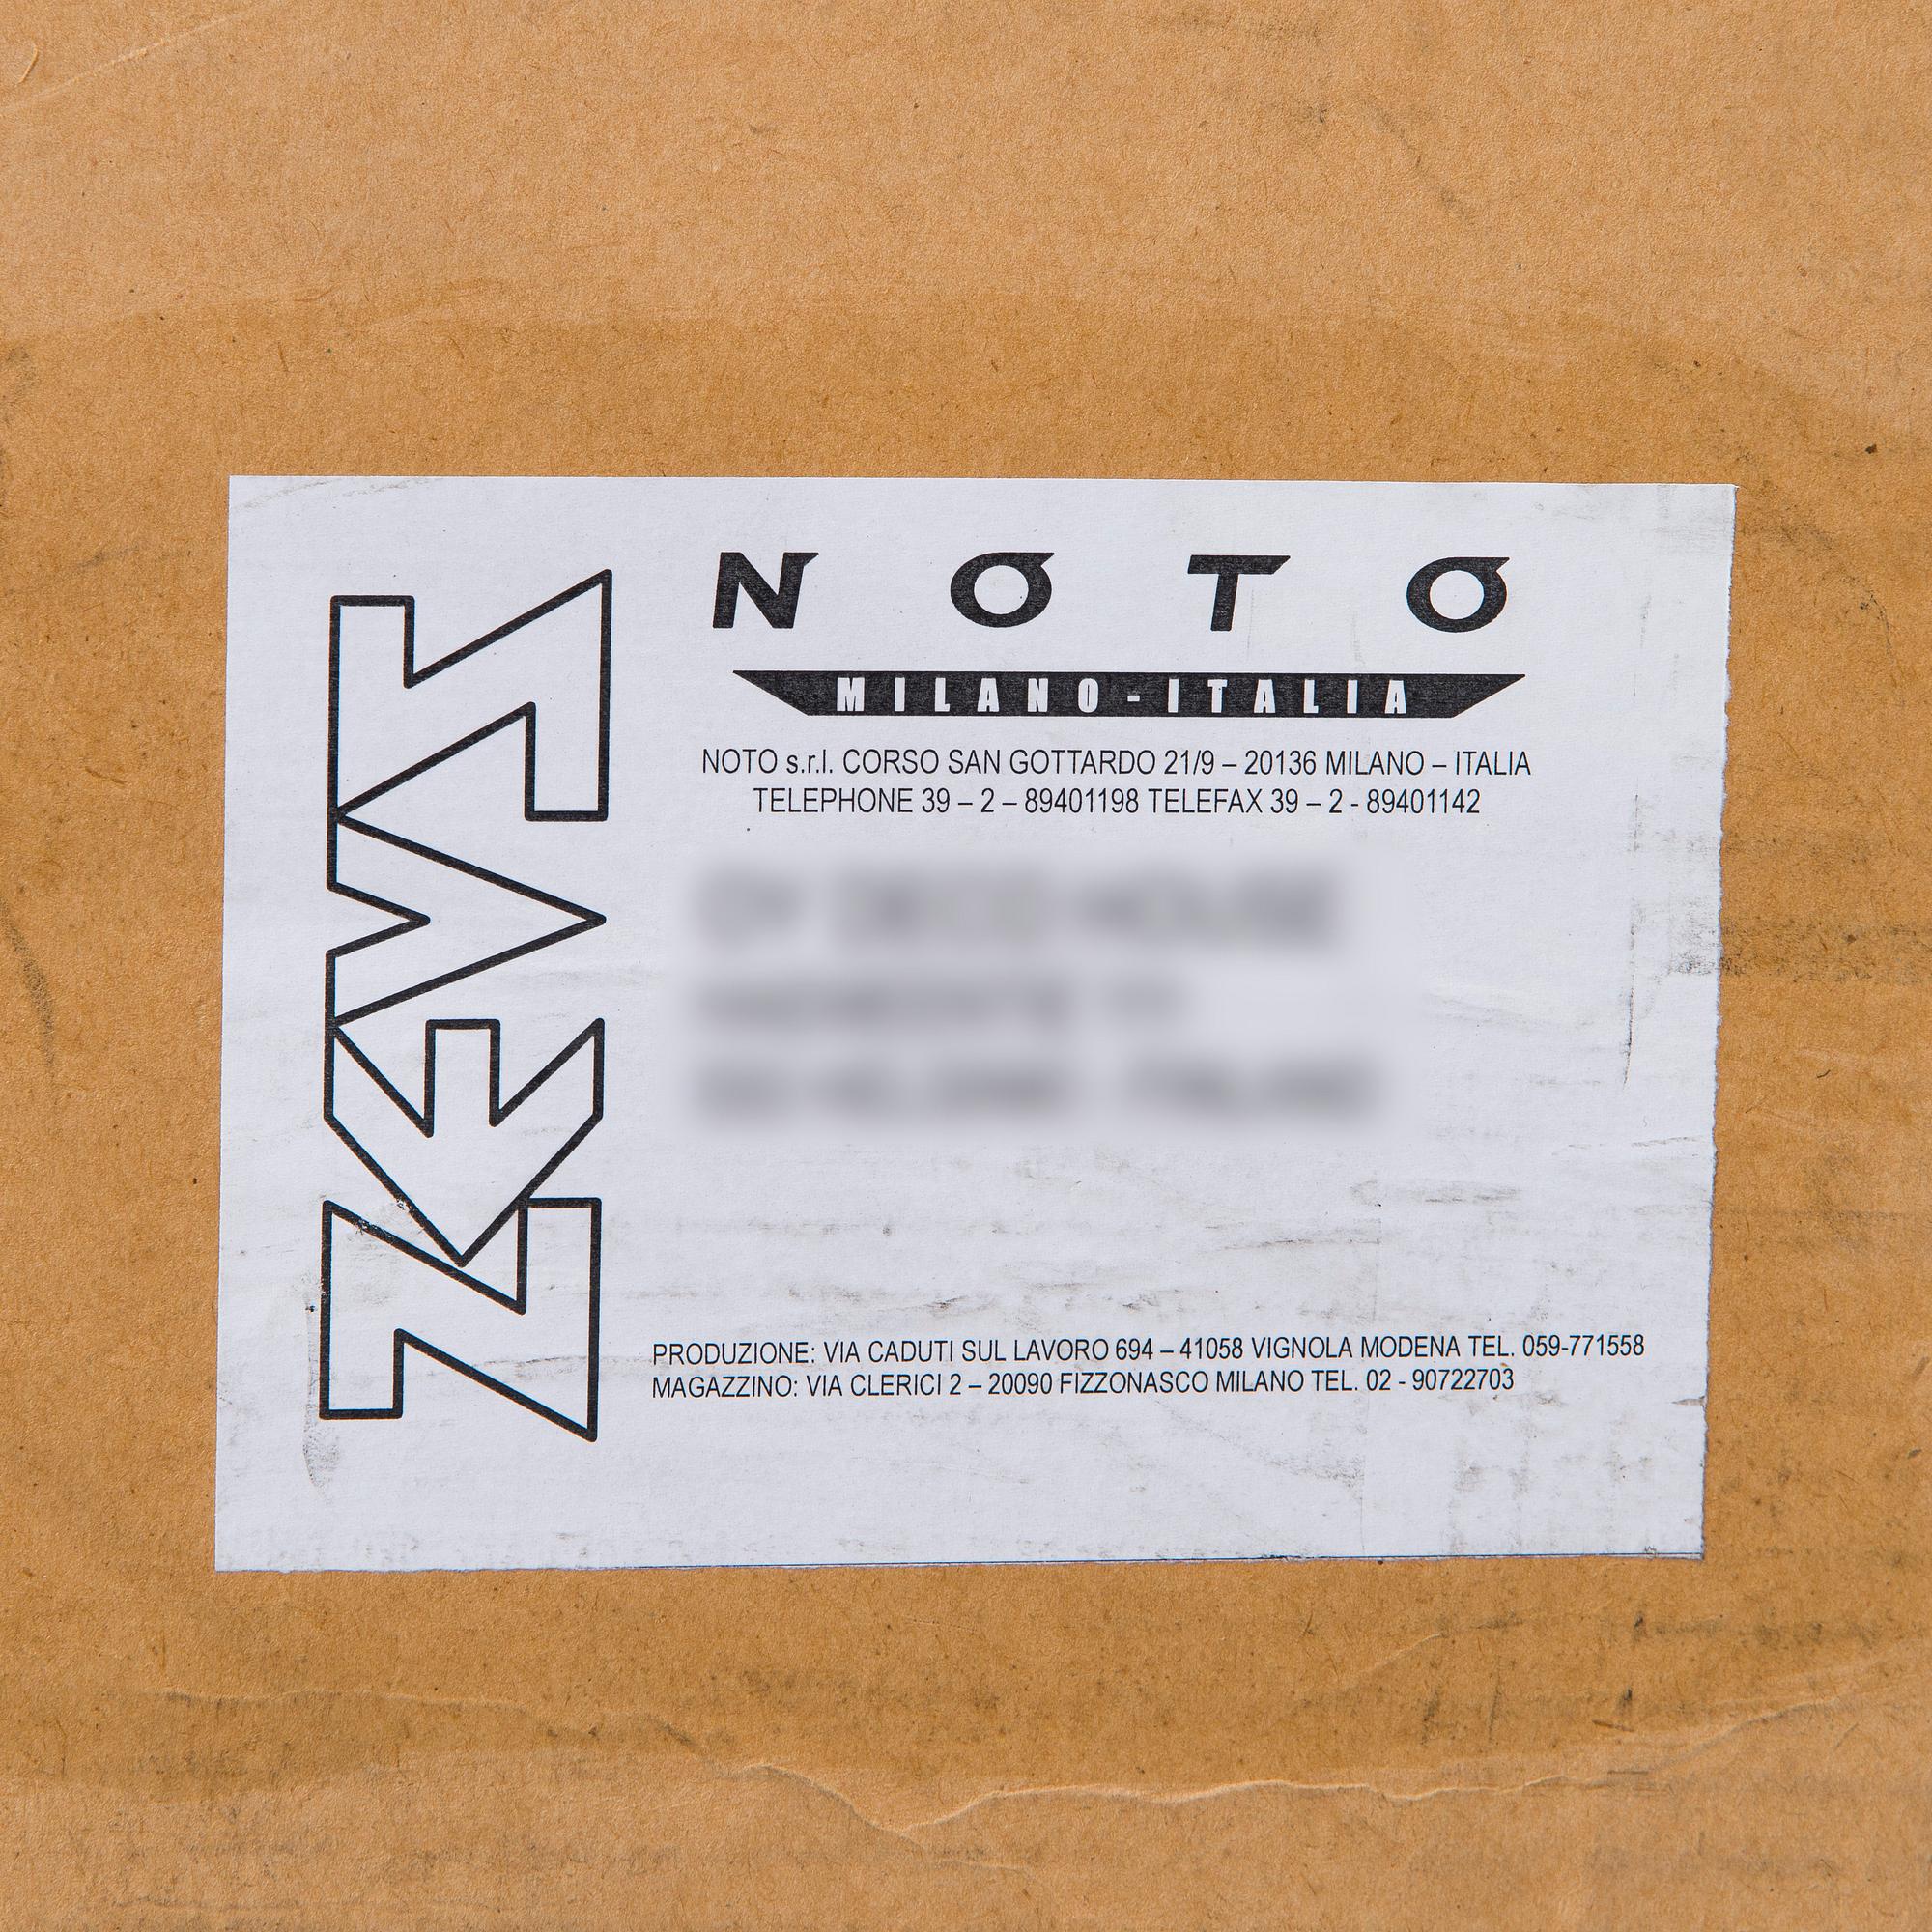 ZEVS
NOTO
MILANO-ITALIA
NOTO s.r.l. CORSO SAN GOTTARDO 21/9 – 20136 MILANO – ITALIA
TELEPHONE 39 – 2 – 89401198 TELEFAX 39 – 2 - 89401142
PRODUZIONE: VIA CADUTI SUL LAVORO 694 – 41058 VIGNOLA MODENA TEL. 059-771558
MAGAZZINO: VIA CLERICI 2 – 20090 FIZZONASCO MILANO TEL. 02 - 90722703